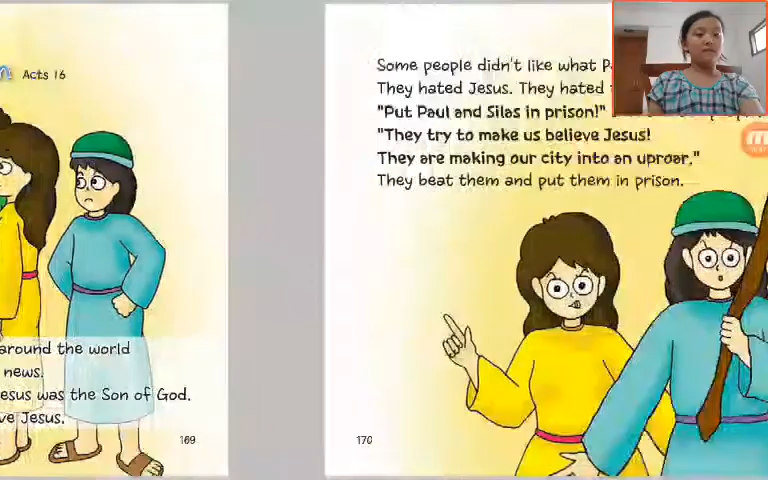 Acts 16
around the world
news.
esus was the Son of God.
ve Jesus.
169
Some people didn't like what P
They hated Jesus. They hated
"Put Paul and Silas in prison!"
"They try to make us believe Jesus!
They are making our city into an uproar."
They beat them and put them in prison.
170